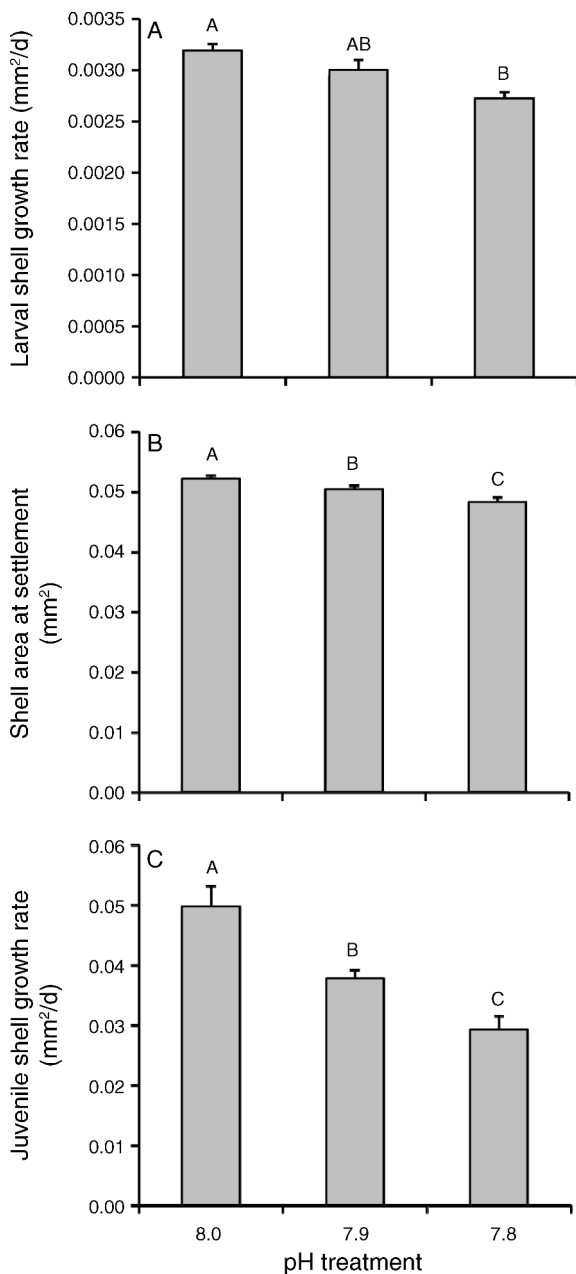 A
Larval shell growth rate (mm²/d)
0.0035
0.0030
0.0025
0.0020
0.0015
0.0010
0.0005
0.0000
A
AB
B
B
Shell area at settlement
(mm²)
0.06
0.05
0.04
0.03
0.02
0.01
0.00
A
B
C
C
Juvenile shell growth rate
(mm²/d)
0.06
0.05
0.04
0.03
0.02
0.01
0.00
A
B
C
8.0
7.9
7.8
pH treatment